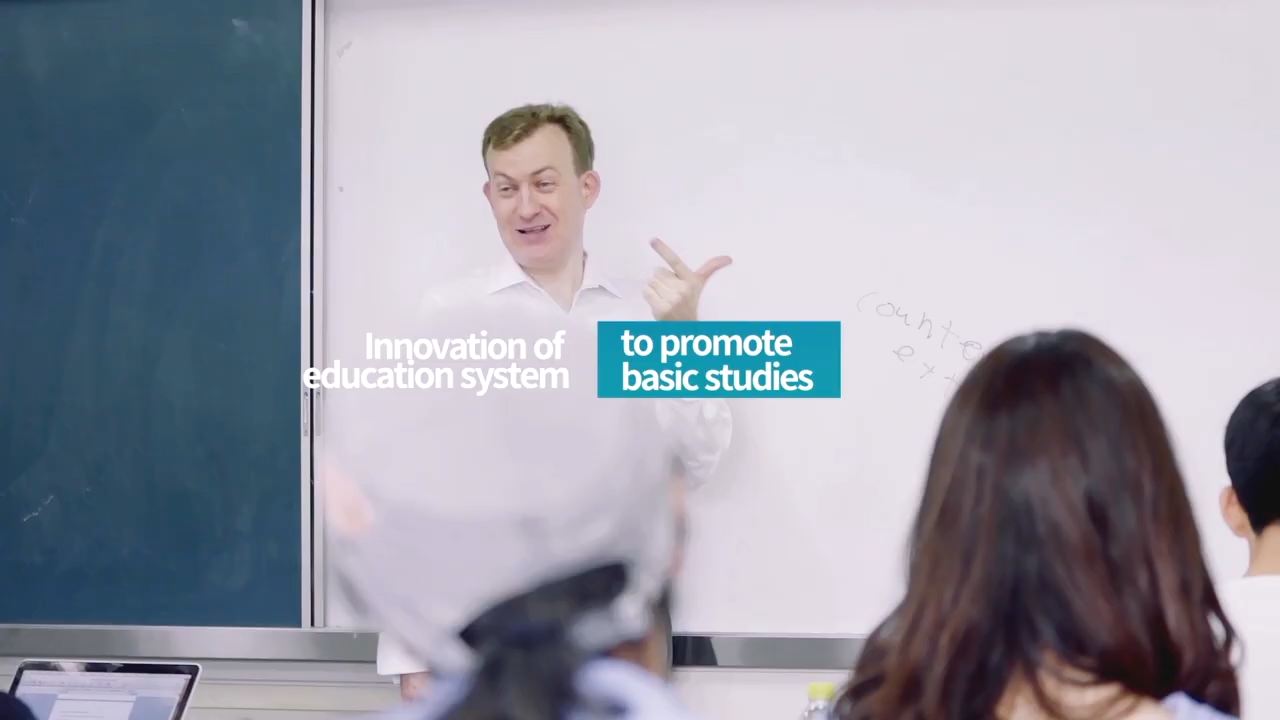 Innovation of
education system
to promote
basic studies